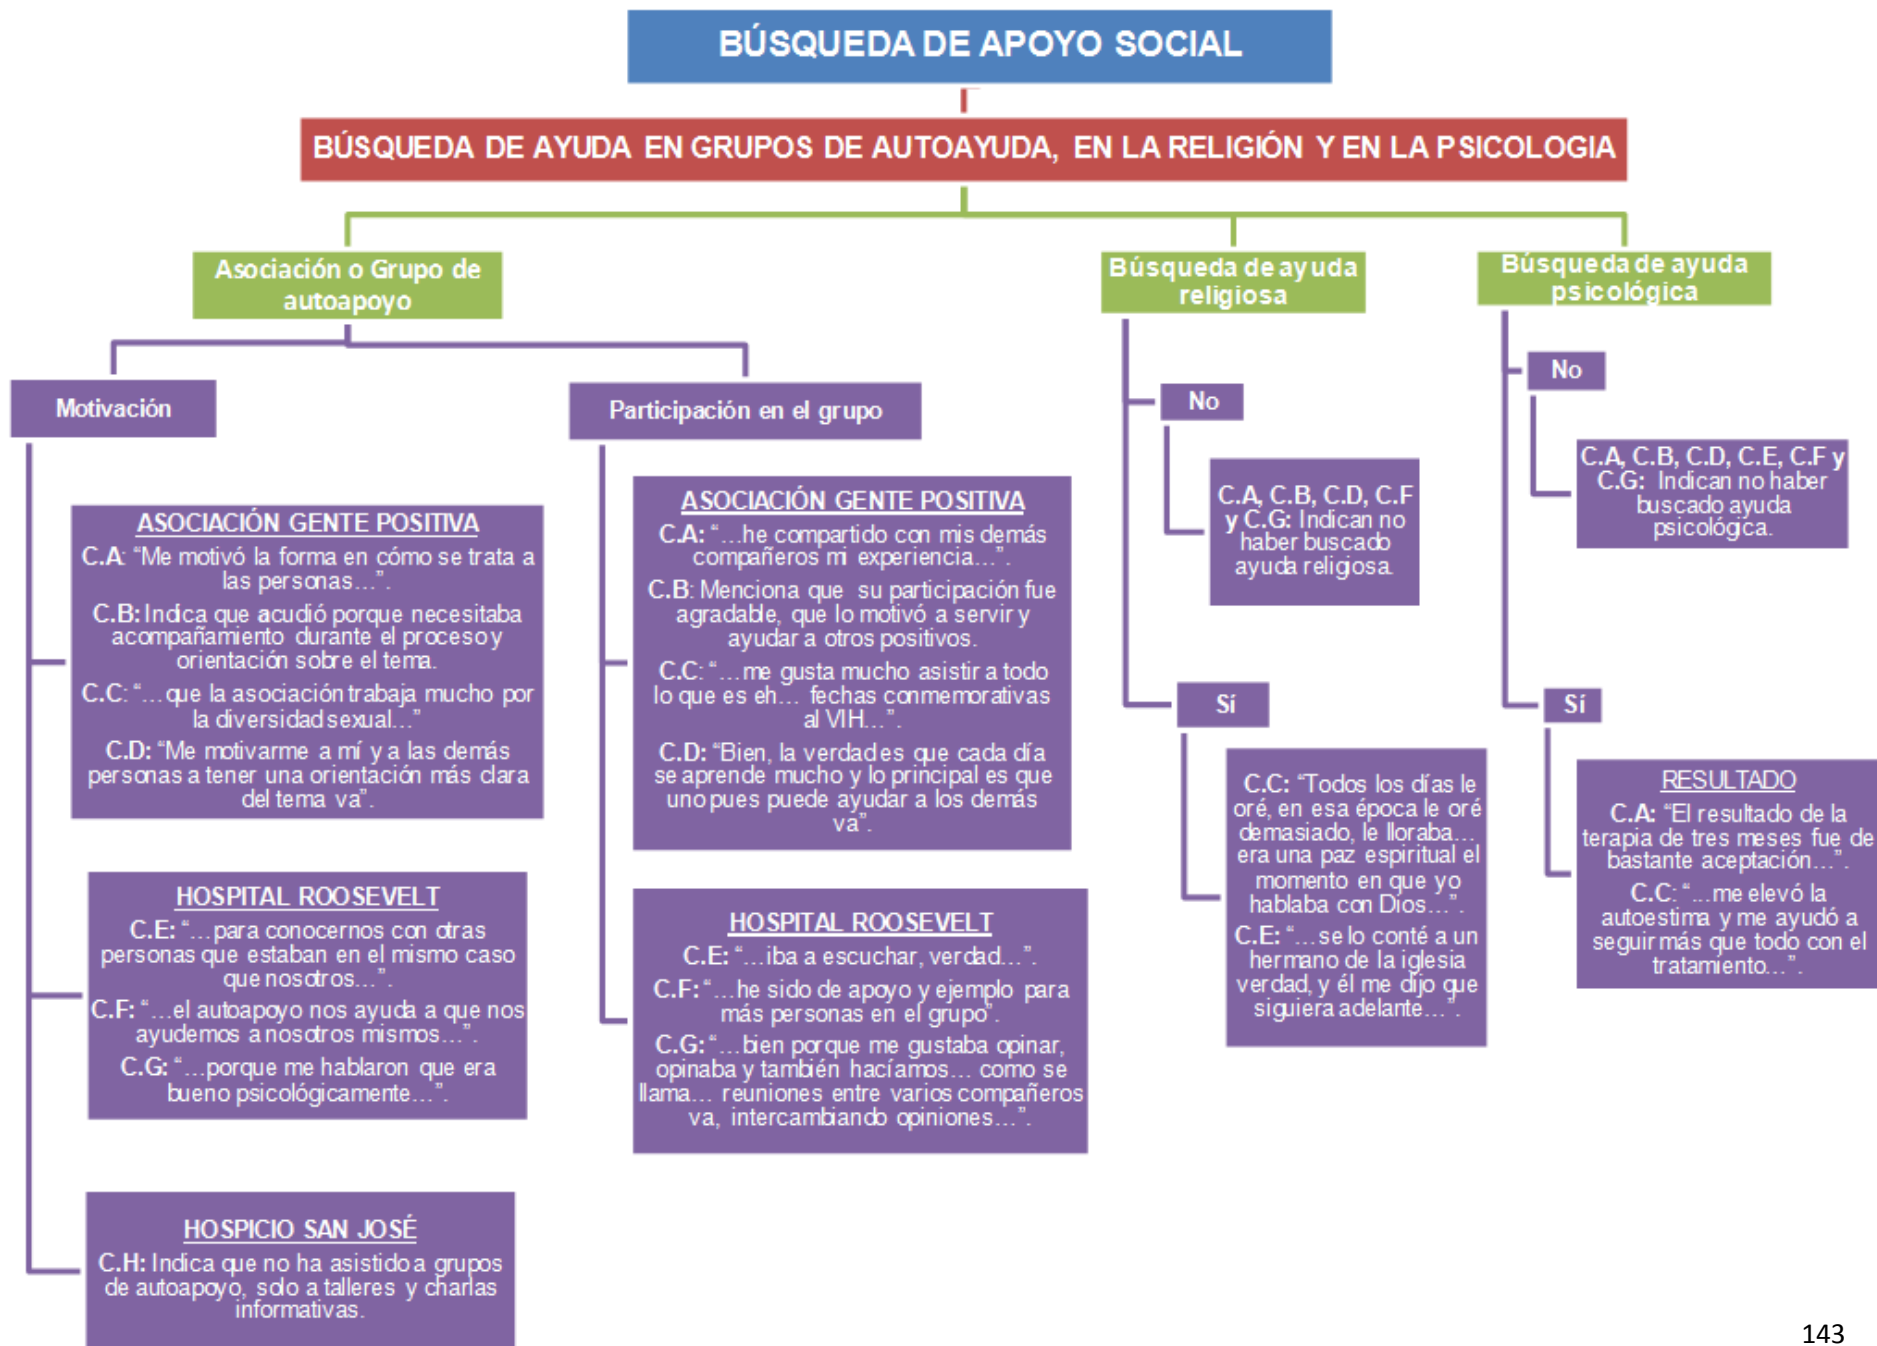 BÚSQUEDA DE APOYO SOCIAL
BÚSQUEDA DE AYUDA EN GRUPOS DE AUTOAYUDA, EN LA RELIGIÓN Y EN LA PSICOLOGIA
Asociación o Grupo de
autoapoyo
Motivación
ASOCIACIÓN GENTE POSITIVA
C.A: “Me motivó la forma en cómo se trata a
las personas…”.
C.B: Indica que acudió porque necesitaba
acompañamiento durante el proceso y
orientación sobre el tema.
C.C: “…que la asociación trabaja mucho por
la diversidad sexual…”
C.D: “Me motivarme a mí y a las demás
personas a tener una orientación más clara
del tema va”.
HOSPITAL ROOSEVELT
C.E: “…para conocernos con otras
personas que estaban en el mismo caso
que nosotros…”.
C.F: “…el autoapoyo nos ayuda a que nos
ayudemos a nosotros mismos…”.
C.G: “…porque me hablaron que era
bueno psicológicamente…”.
HOSPICIO SAN JOSÉ
C.H: Indica que no ha asistido a grupos
de autoapoyo, solo a talleres y charlas
informativas.
Participación en el grupo
ASOCIACIÓN GENTE POSITIVA
C.A: “…he compartido con mis demás
compañeros mi experiencia…”.
C.B: Menciona que su participación fue
agradable, que lo motivó a servir y
ayudar a otros positivos.
C.C: “…me gusta mucho asistir a todo
lo que es eh… fechas conmemorativas
al VIH…”.
C.D: “Bien, la verdad es que cada día
se aprende mucho y lo principal es que
uno pues puede ayudar a los demás
va”.
HOSPITAL ROOSEVELT
C.E: “…iba a escuchar, verdad…”.
C.F: “…he sido de apoyo y ejemplo para
más personas en el grupo”.
C.G: “…bien porque me gustaba opinar,
opinaba y también hacíamos… como se
llama… reuniones entre varios compañeros
va, intercambiando opiniones…”.
Búsqueda de ayuda
religiosa
No
C.A, C.B, C.D, C.F
y C.G: Indican no
haber buscado
ayuda religiosa.
Sí
C.C: “Todos los días le
oré, en esa época le oré
demasiado, le lloraba…
era una paz espiritual el
momento en que yo
hablaba con Dios…”.
C.E: “…se lo conté a un
hermano de la iglesia
verdad, y él me dijo que
siguiera adelante…”.
Búsqueda de ayuda
psicológica
No
C.A, C.B, C.D, C.E, C.F y
C.G: Indican no haber
buscado ayuda
psicológica.
Sí
RESULTADO
C.A: “El resultado de la
terapia de tres meses fue de
bastante aceptación…”.
C.C: “…me elevó la
autoestima y me ayudó a
seguir más que todo con el
tratamiento…”.
143